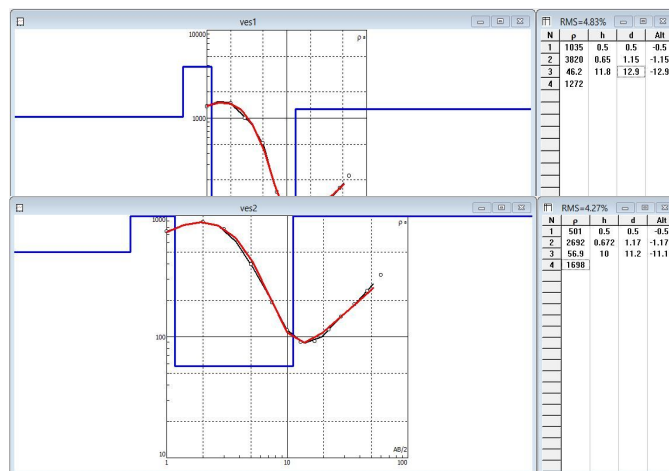 ves1
10000
ρa
1000
RMS=4.83%
N ρ h d Alt
1 1035 0.5 0.5 -0.5
2 3820 0.65 1.15 -1.15
3 46.2 11.8 12.9 -12.9
4 1272
ves2
1000
ρa
100
10
1 10 100
AB/2
RMS=4.27%
N ρ h d Alt
1 501 0.5 0.5 -0.5
2 2692 0.672 1.17 -1.17
3 56.9 10 11.2 -11.1
4 1698